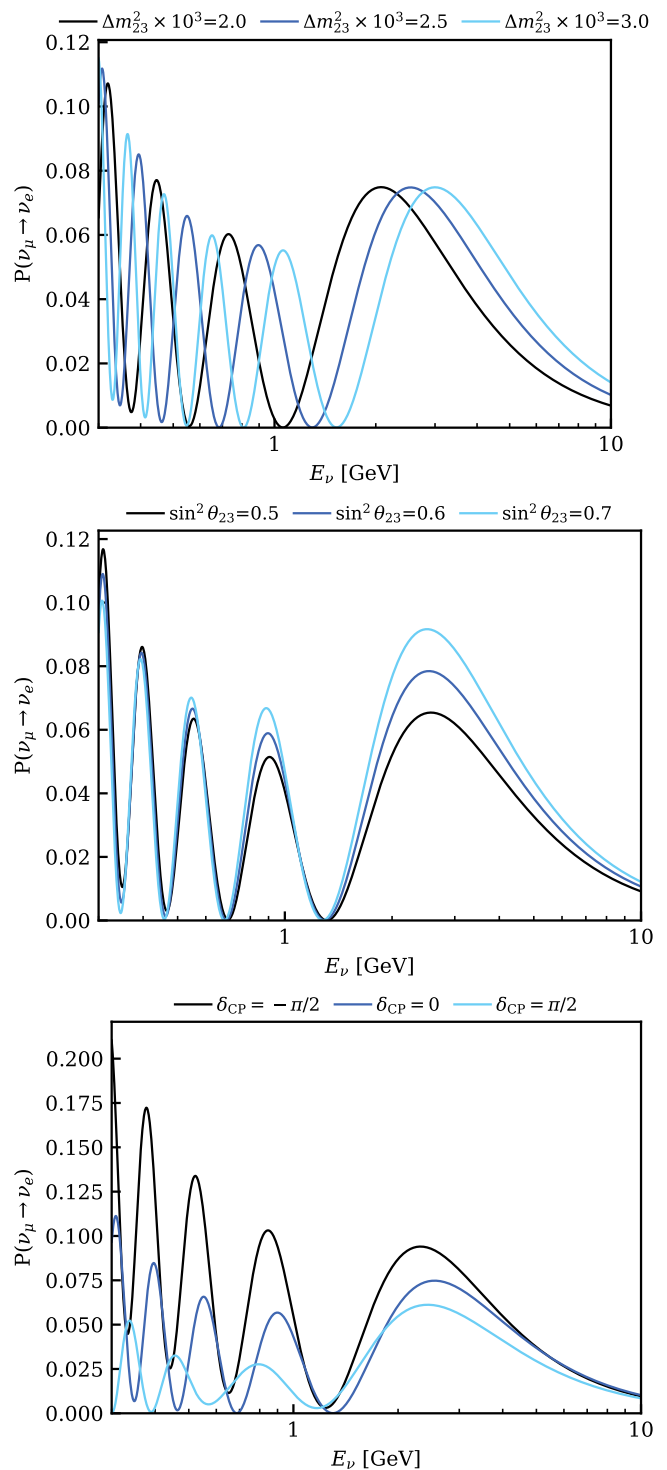 Δm²₂₃ × 10³=2.0 Δm²₂₃ × 10³=2.5 Δm²₂₃ × 10³=3.0
0.12
0.10
0.08
0.06
0.04
0.02
0.00
P(νμ → νe)
1 10
Eν [GeV]
sin² θ₂₃=0.5 sin² θ₂₃=0.6 sin² θ₂₃=0.7
0.12
0.10
0.08
0.06
0.04
0.02
0.00
P(νμ → νe)
1 10
Eν [GeV]
δCP = − π/2 δCP = 0 δCP = π/2
0.200
0.175
0.150
0.125
0.100
0.075
0.050
0.025
0.000
P(νμ → νe)
1 10
Eν [GeV]